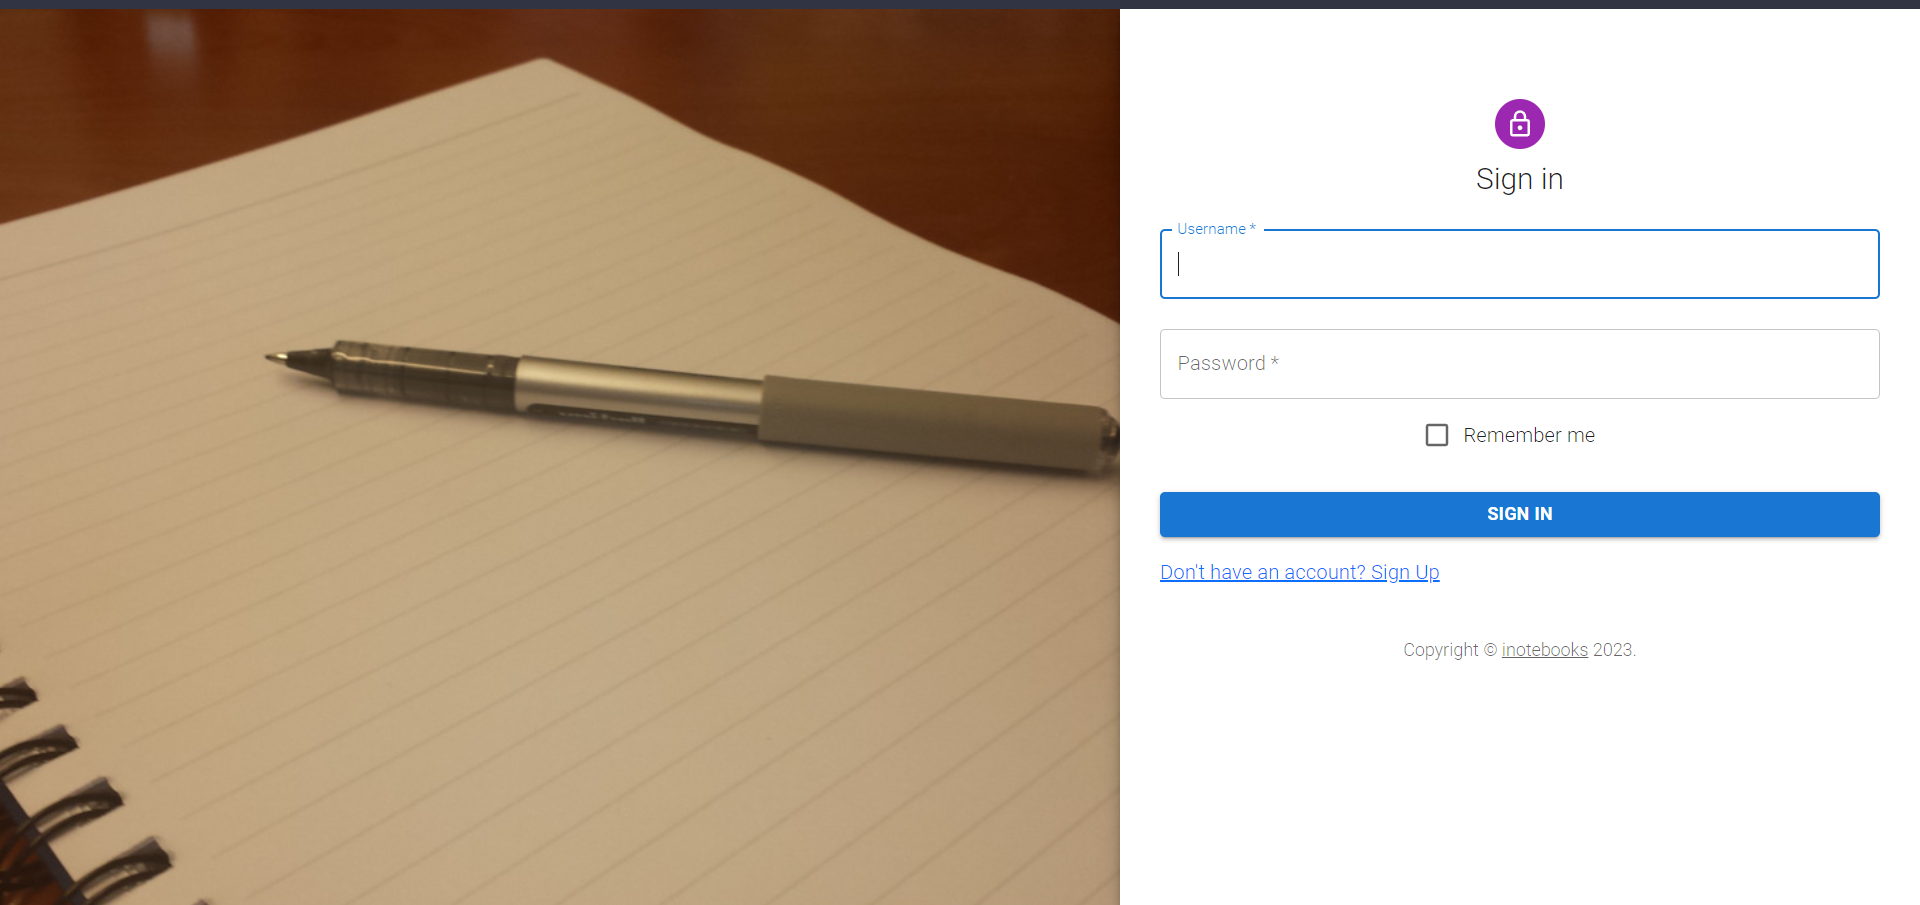 Sign in
Username *
Password *
Remember me
SIGN IN
Don't have an account? Sign Up
Copyright © inotebooks 2023.